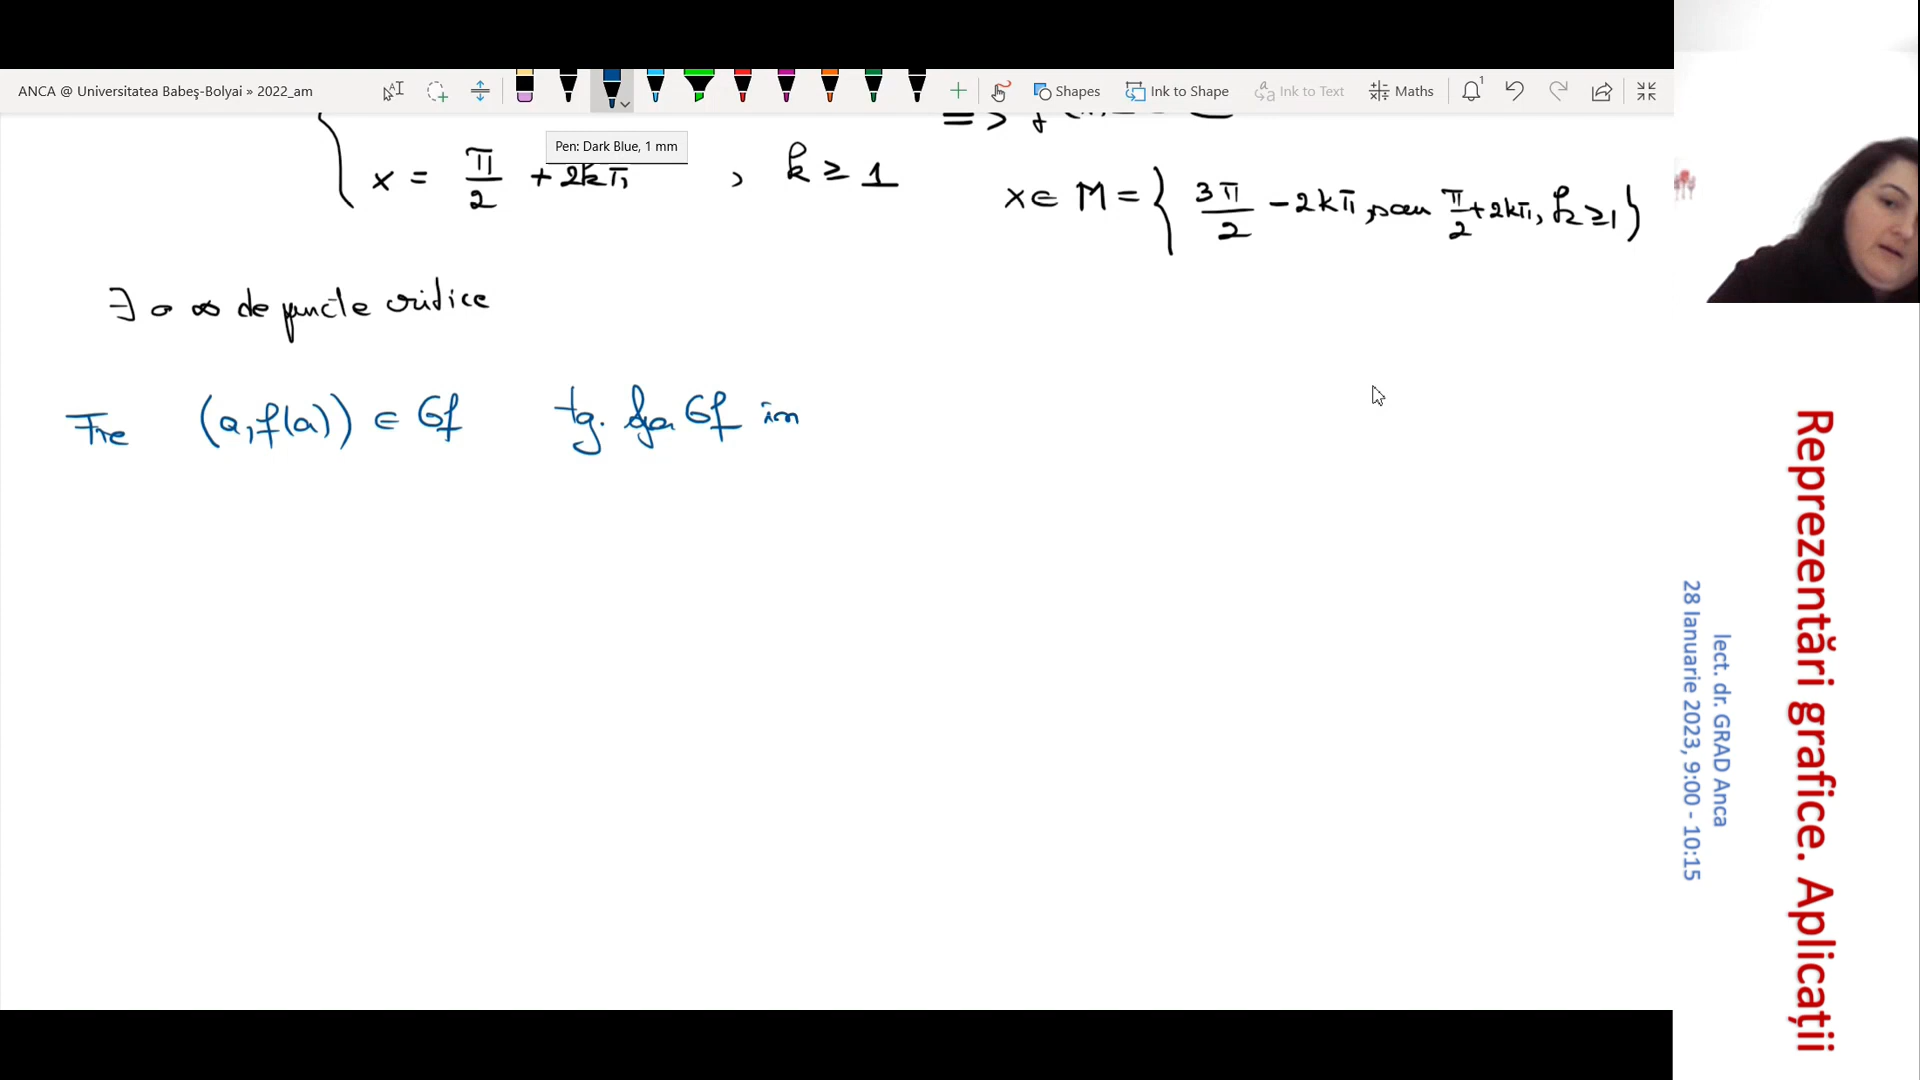 ANCA @ Universitatea Babeş-Bolyai » 2022_am
Shapes
Ink to Shape
Ink to Text
Maths
1
Pen: Dark Blue, 1 mm
x = π/2 + 2kπ, , k ≥ 1
x ∈ M = { 3π/2 - 2kπ, sau π/2 + 2kπ, k ≥ 1 }
∃ o ∞ de puncte critice
Fie (a, f(a)) ∈ Gf tg. la Gf în
Reprezentări grafice. Aplicații
lect. dr. GRAD Anca
28 Ianuarie 2023, 9:00 - 10:15